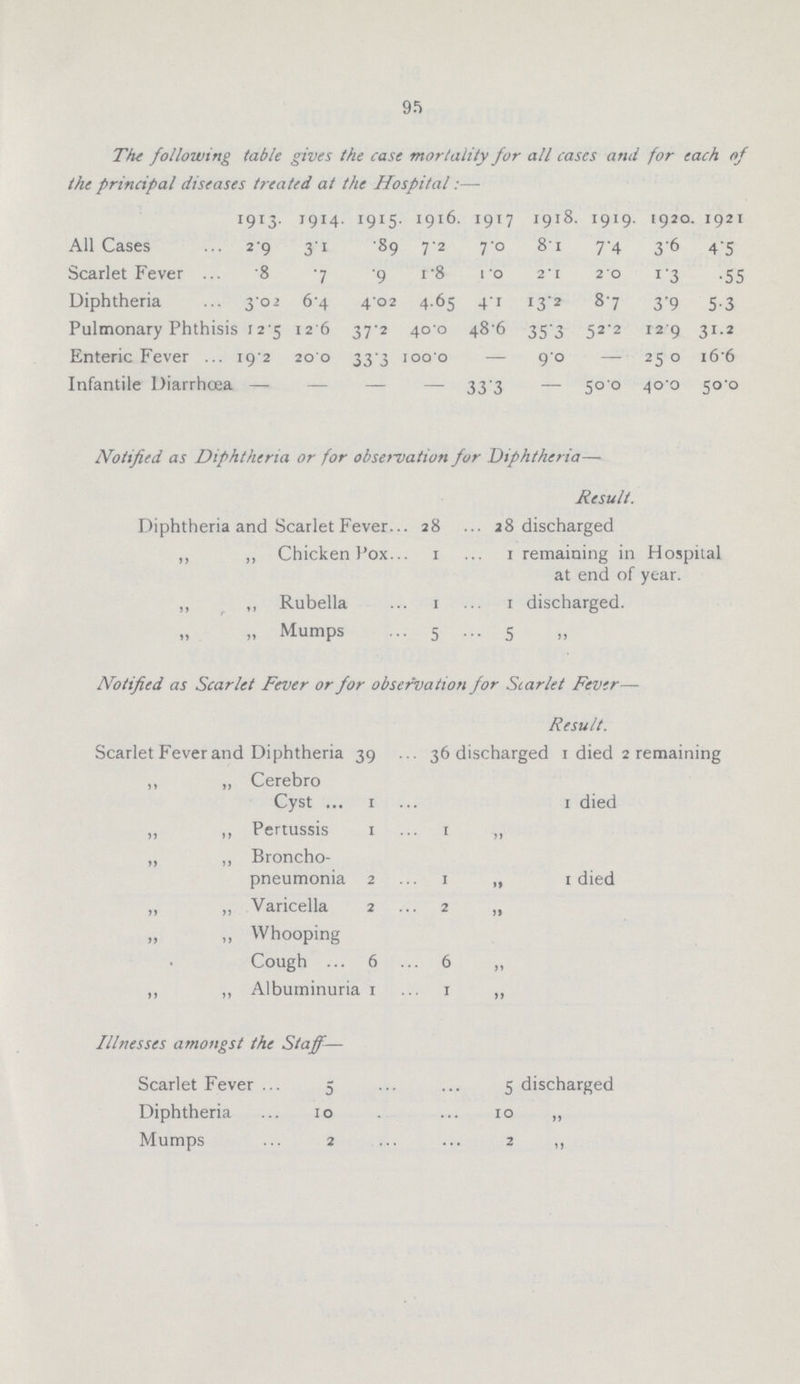 95
The following table gives the case mortality for all cases and for each of
the principal diseases treated at the Hospital :—
1913. 1914. 1915. 1916. 1917 1918. 1919. 1920. 1921
All Cases ... 2·9 3·1 ·89 7·2 7·0 8·1 7·4 3·6 4·5
Scarlet Fever ... ·8 ·7 ·9 1·8 1·0 2·1 2·0 1·3 .55
Diphtheria ... 3·02 6·4 4·02 4.65 4·1 13·2 8·7 3·9 5.3
Pulmonary Phthisis 12·5 12·6 37·2 40·0 48·6 35·3 52·2 12·9 31.2
Enteric Fever ... 19·2 20·0 33·3 100·0 — 9·0 — 25 0 16·6
Infantile Diarrhœa — — — — 33·3 — 50·0 40·0 50·0
Notified as Diphtheria or for observation for Diphtheria—
Result.
Diphtheria and Scarlet Fever... 28 ... 28 discharged
,, ,, Chicken Pox... 1 ... 1 remaining in Hospital
at end of year.
,, ,, Rubella ... 1 ... 1 discharged.
,, ,, Mumps ... 5 ... 5 ,,
Notified as Scarlet Fever or for observation for Scarlet Fever—
Result.
Scarlet Fever and Diphtheria 39 ... 36 discharged 1 died 2 remaining
,, ,, Cerebro
Cyst ... 1 ... 1 died
,, ,, Pertussis 1 ... 1 ,,
,, ,, Broncho-
pneumonia 2 ... 1 ,, 1 died
,, ,, Varicella 2 ... 2 ,,
,, ,, Whooping
Cough ... 6 ... 6 ,,
,, ,, Albuminuria 1 ... 1 ,,
Illnesses amongst the Staff—
Scarlet Fever ... 5 ... ... 5 discharged
Diphtheria ... 10 . ... 10 ,,
Mumps ... 2 ... ... 2 ,,